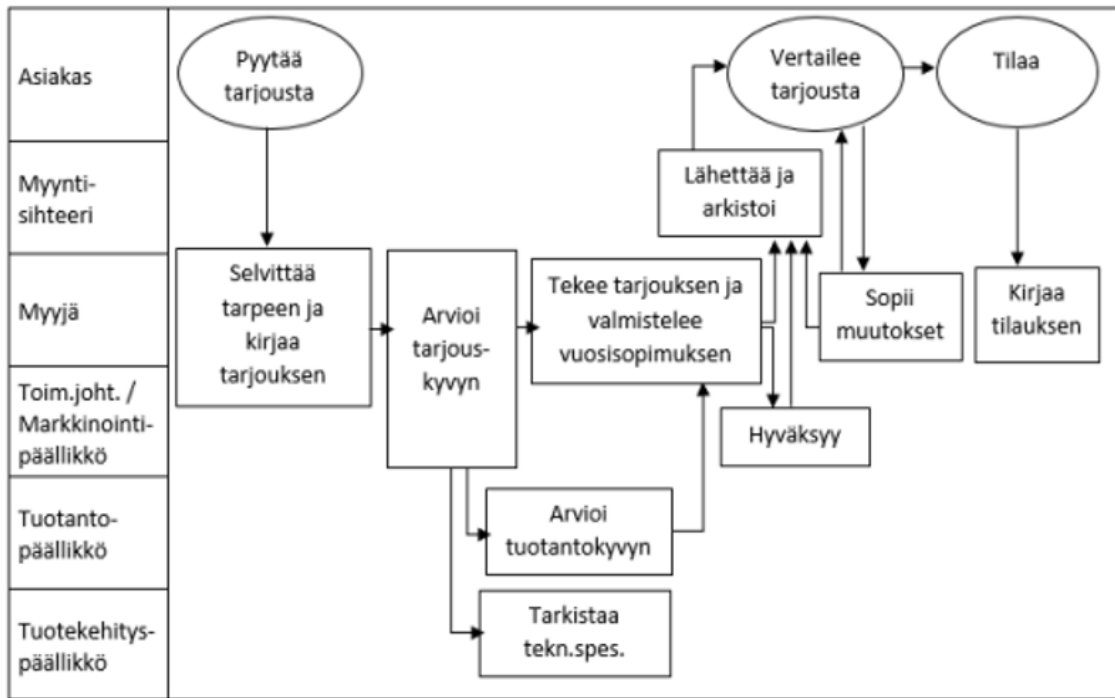 Asiakas
Myynti-
sihteeri
Myyjä
Toim.joht. /
Markkinointi-
päällikkö
Tuotanto-
päällikkö
Tuotekehitys-
päällikkö
Pyytää
tarjousta
Selvittää
tarpeen ja
kirjaa
tarjouksen
Arvioi
tarjous-
kyvyn
Tekee tarjouksen ja
valmistelee
vuosisopimuksen
Arvioi
tuotantokyvyn
Tarkistaa
tekn.spes.
Hyväksyy
Lähettää ja
arkistoi
Vertailee
tarjousta
Sopii
muutokset
Tilaa
Kirjaa
tilauksen